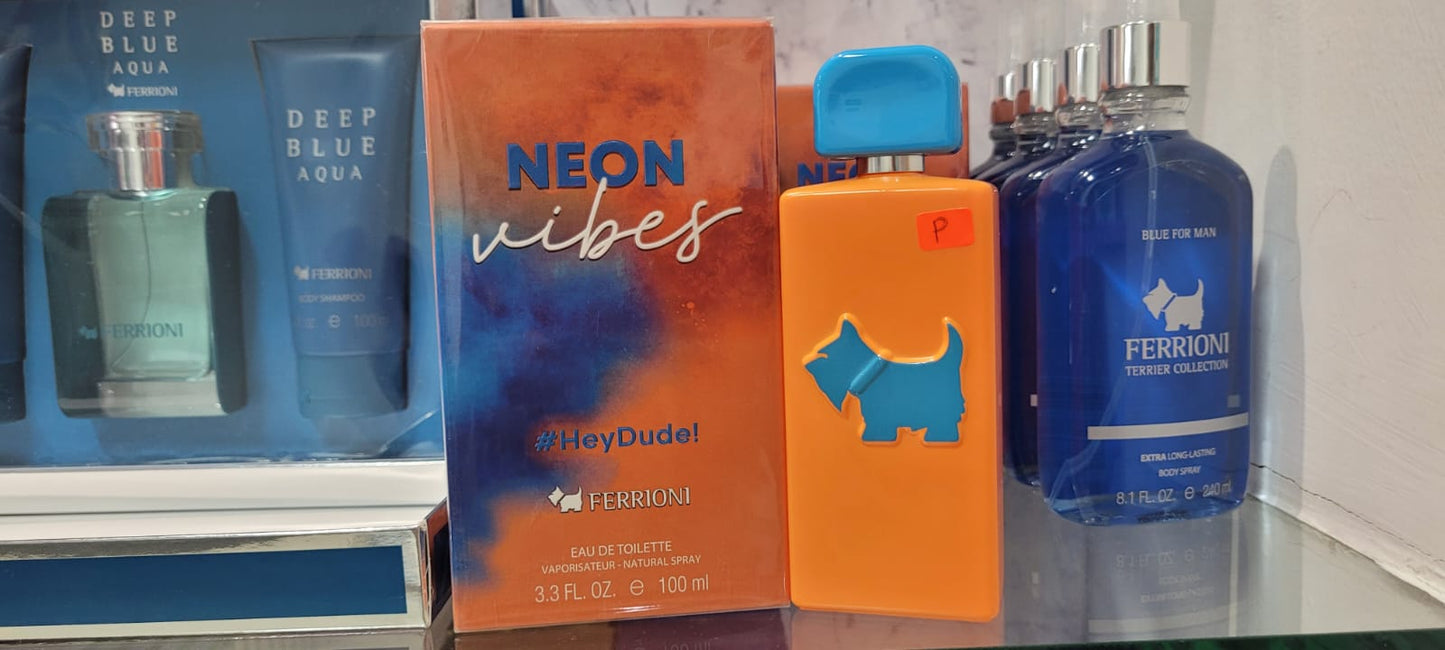 DEEP
BLUE
AQUA
FERRIONI
FERRIONI
DEEP
BLUE
AQUA
FERRIONI
BODY SHAMPOO
NEON
vibes
#HeyDude!
FERRIONI
EAU DE TOILETTE
VAPORISATEUR - NATURAL SPRAY
3.3 FL. OZ. e 100 ml
P
BLUE FOR MAN
FERRIONI
TERRIER COLLECTION
EXTRA LONG-LASTING
BODY SPRAY
8.1 FL. OZ. e 240 ml